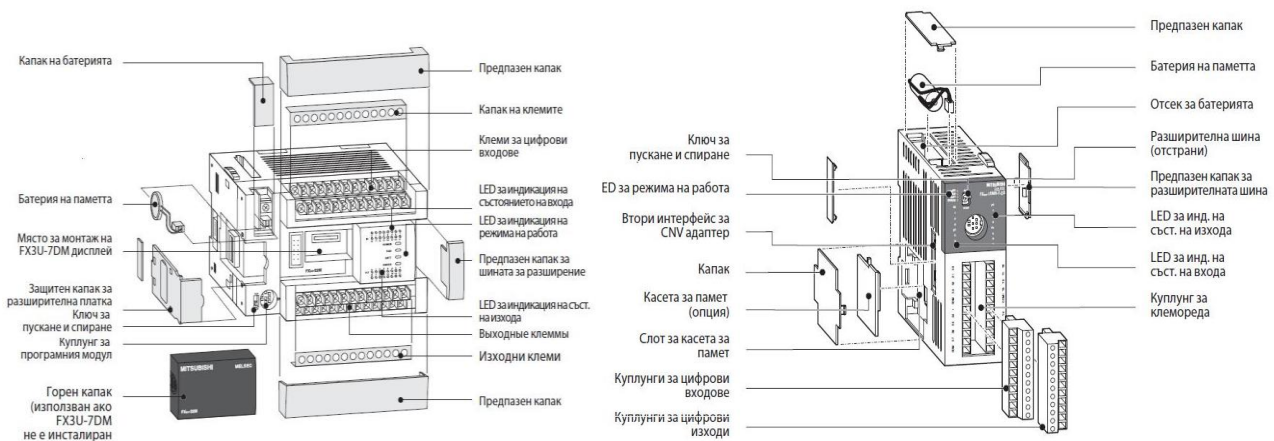 Капак на батерията
Батерия на паметта
Място за монтаж на
FX3U-7DM дисплей
Защитен капак за
разширителна платка
Ключ за
пускане и спиране
Куплунг за
програмния модул
Горен капак
(използван ако
FX3U-7DM
не е инсталиран
MITSUBISHI
MELSEC
Предпазен капак
Капак на клемите
Клеми за цифрови
входове
LED за индикация на
състоянието на входа
LED за индикация на
режима на работа
Предпазен капак за
шината за разширение
LED за индикация на съст.
на изхода
Выходные клеммы
Изходни клеми
Предпазен капак
Ключ за
пускане и спиране
ED за режима на работа
Втори интерфейс за
CNV адаптер
Капак
Касета за памет
(опция)
Слот за касета за
памет
Куплунги за цифрови
входове
Куплунги за цифрови
изходи
MITSUBISHI
Предпазен капак
Батерия на паметта
Отсек за батерията
Разширителна шина
(отстрани)
Предпазен капак за
разширителната шина
LED за инд. на
съст. на изхода
LED за инд. на
съст. на входа
Куплунг за
клемореда